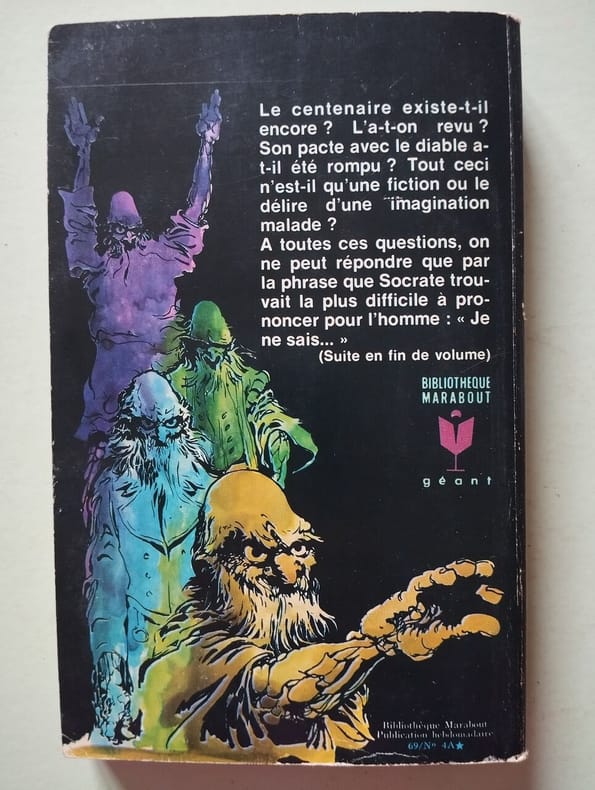 Le centenaire existe-t-il
encore ? L'a-t-on revu ?
Son pacte avec le diable a-
t-il été rompu ? Tout ceci
n'est-il qu'une fiction ou le
délire d'une imagination
malade ?
A toutes ces questions, on
ne peut répondre que par
la phrase que Socrate trou-
vait la plus difficile à pro-
noncer pour l'homme : « Je
ne sais... »
(Suite en fin de volume)
BIBLIOTHEQUE
MARABOUT
géant
Bibliothèque Marabout
Publication hebdomadaire
69/Nº 4A★